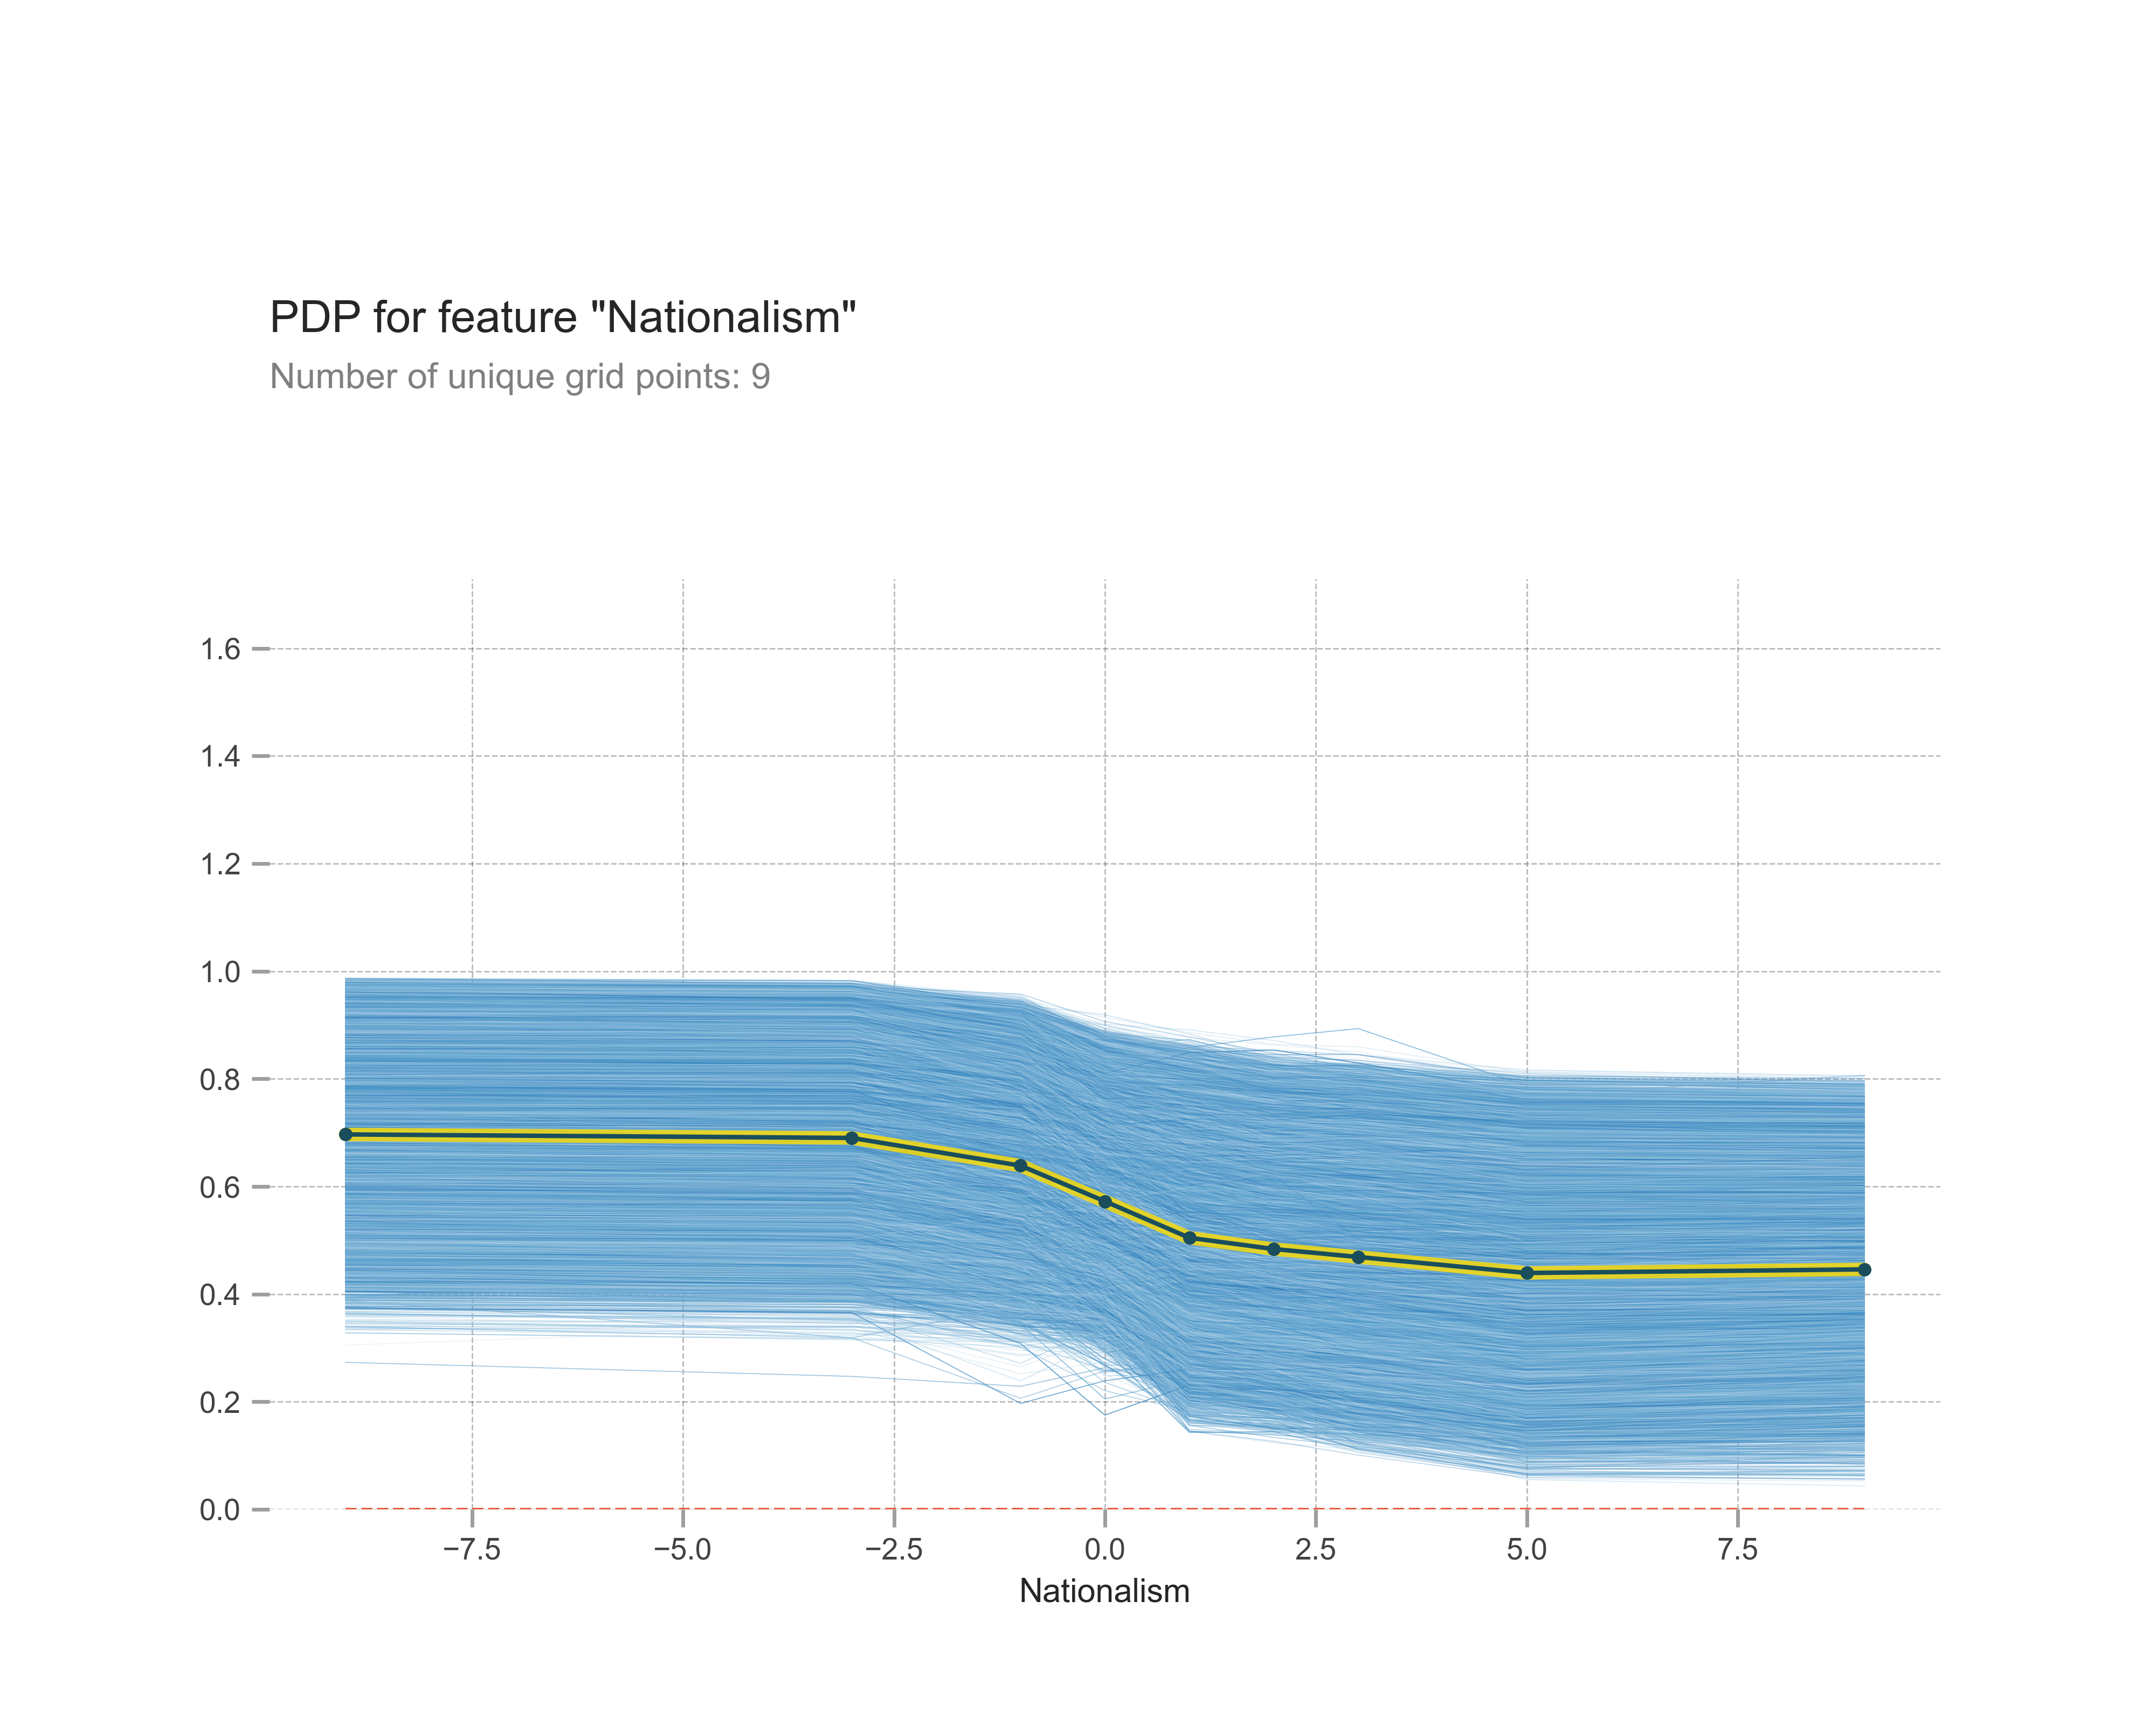 PDP for feature "Nationalism"
Number of unique grid points: 9
1.6
1.4
1.2
1.0
0.8
0.6
0.4
0.2
0.0
−7.5 −5.0 −2.5 0.0 2.5 5.0 7.5
Nationalism